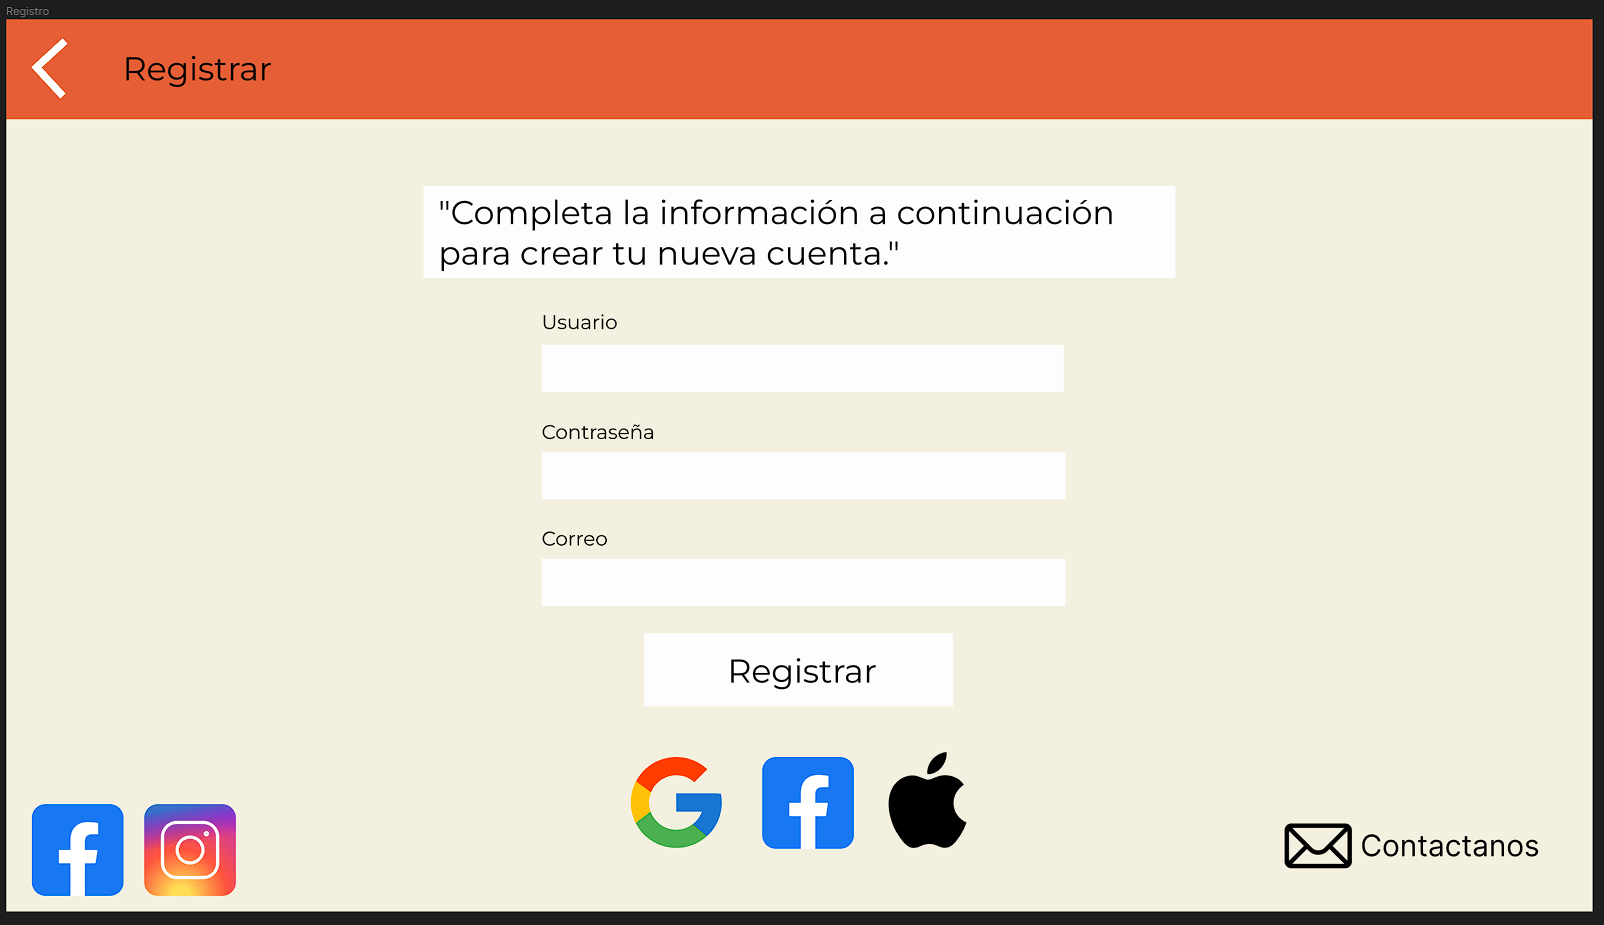 Registro
Registrar
"Completa la información a continuación
para crear tu nueva cuenta."
Usuario
Contraseña
Correo
Registrar
Contactanos